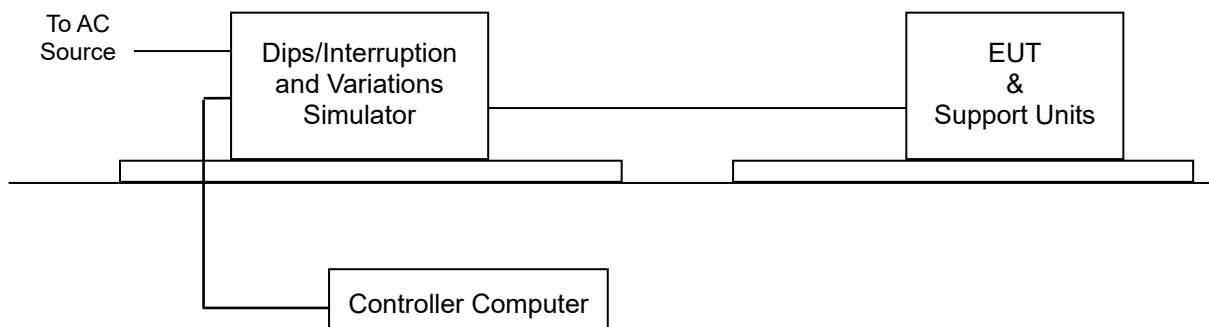 To AC
Source
Dips/Interruption
and Variations
Simulator
EUT
&
Support Units
Controller Computer